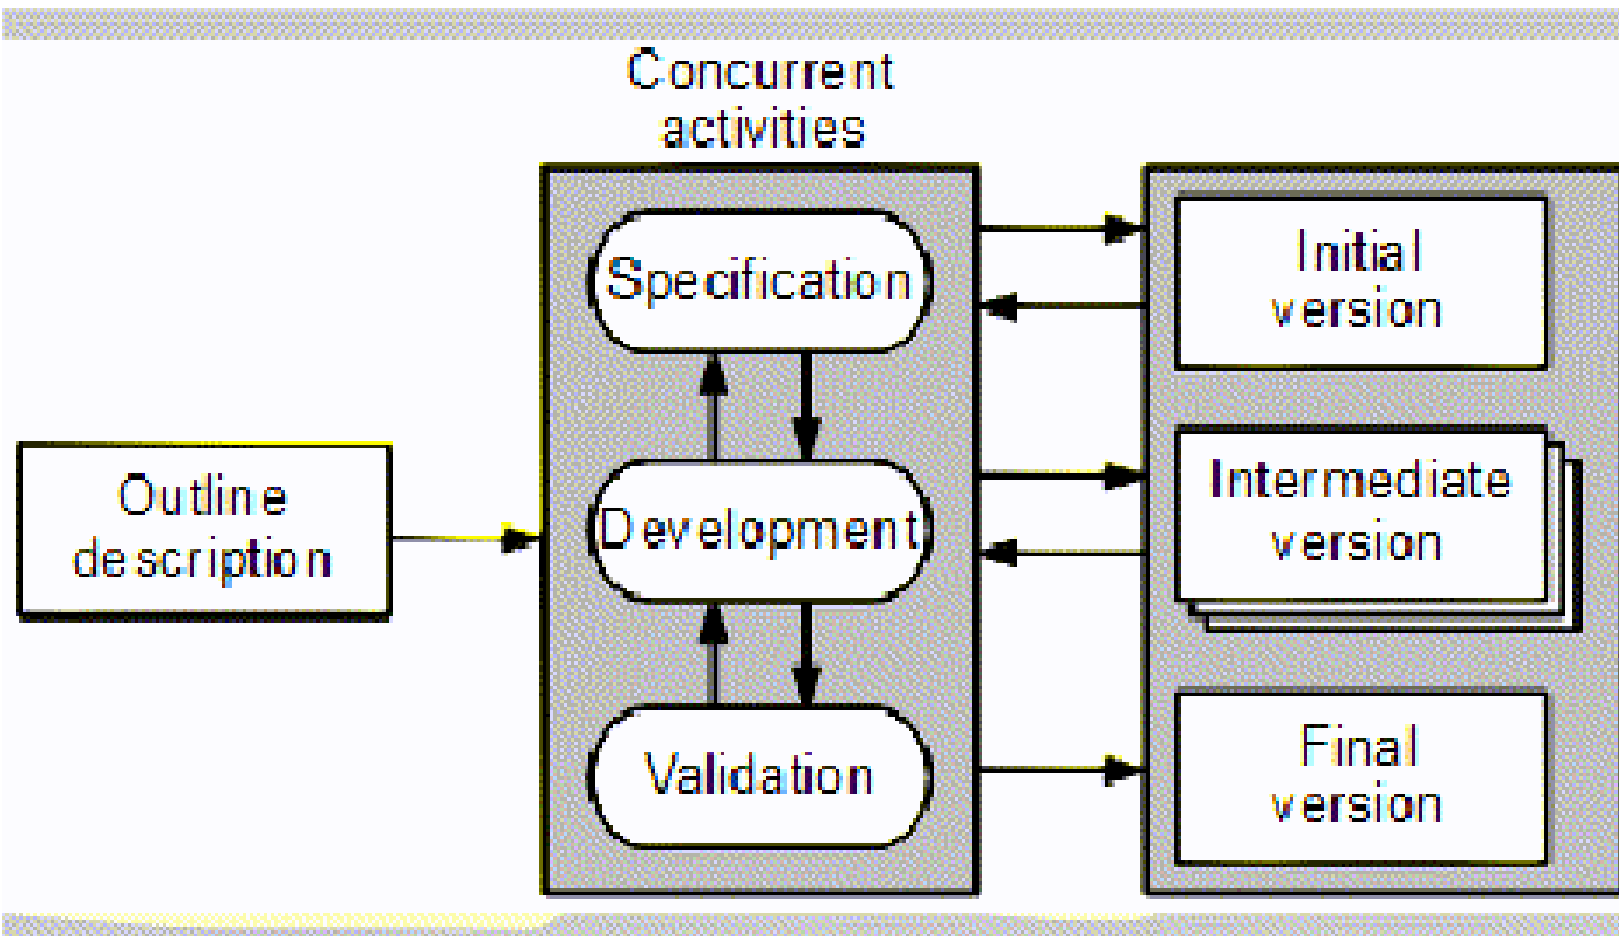 Concurrent
activities
Outline
description
Specification
Development
Validation
Initial
version
Intermediate
version
Final
version